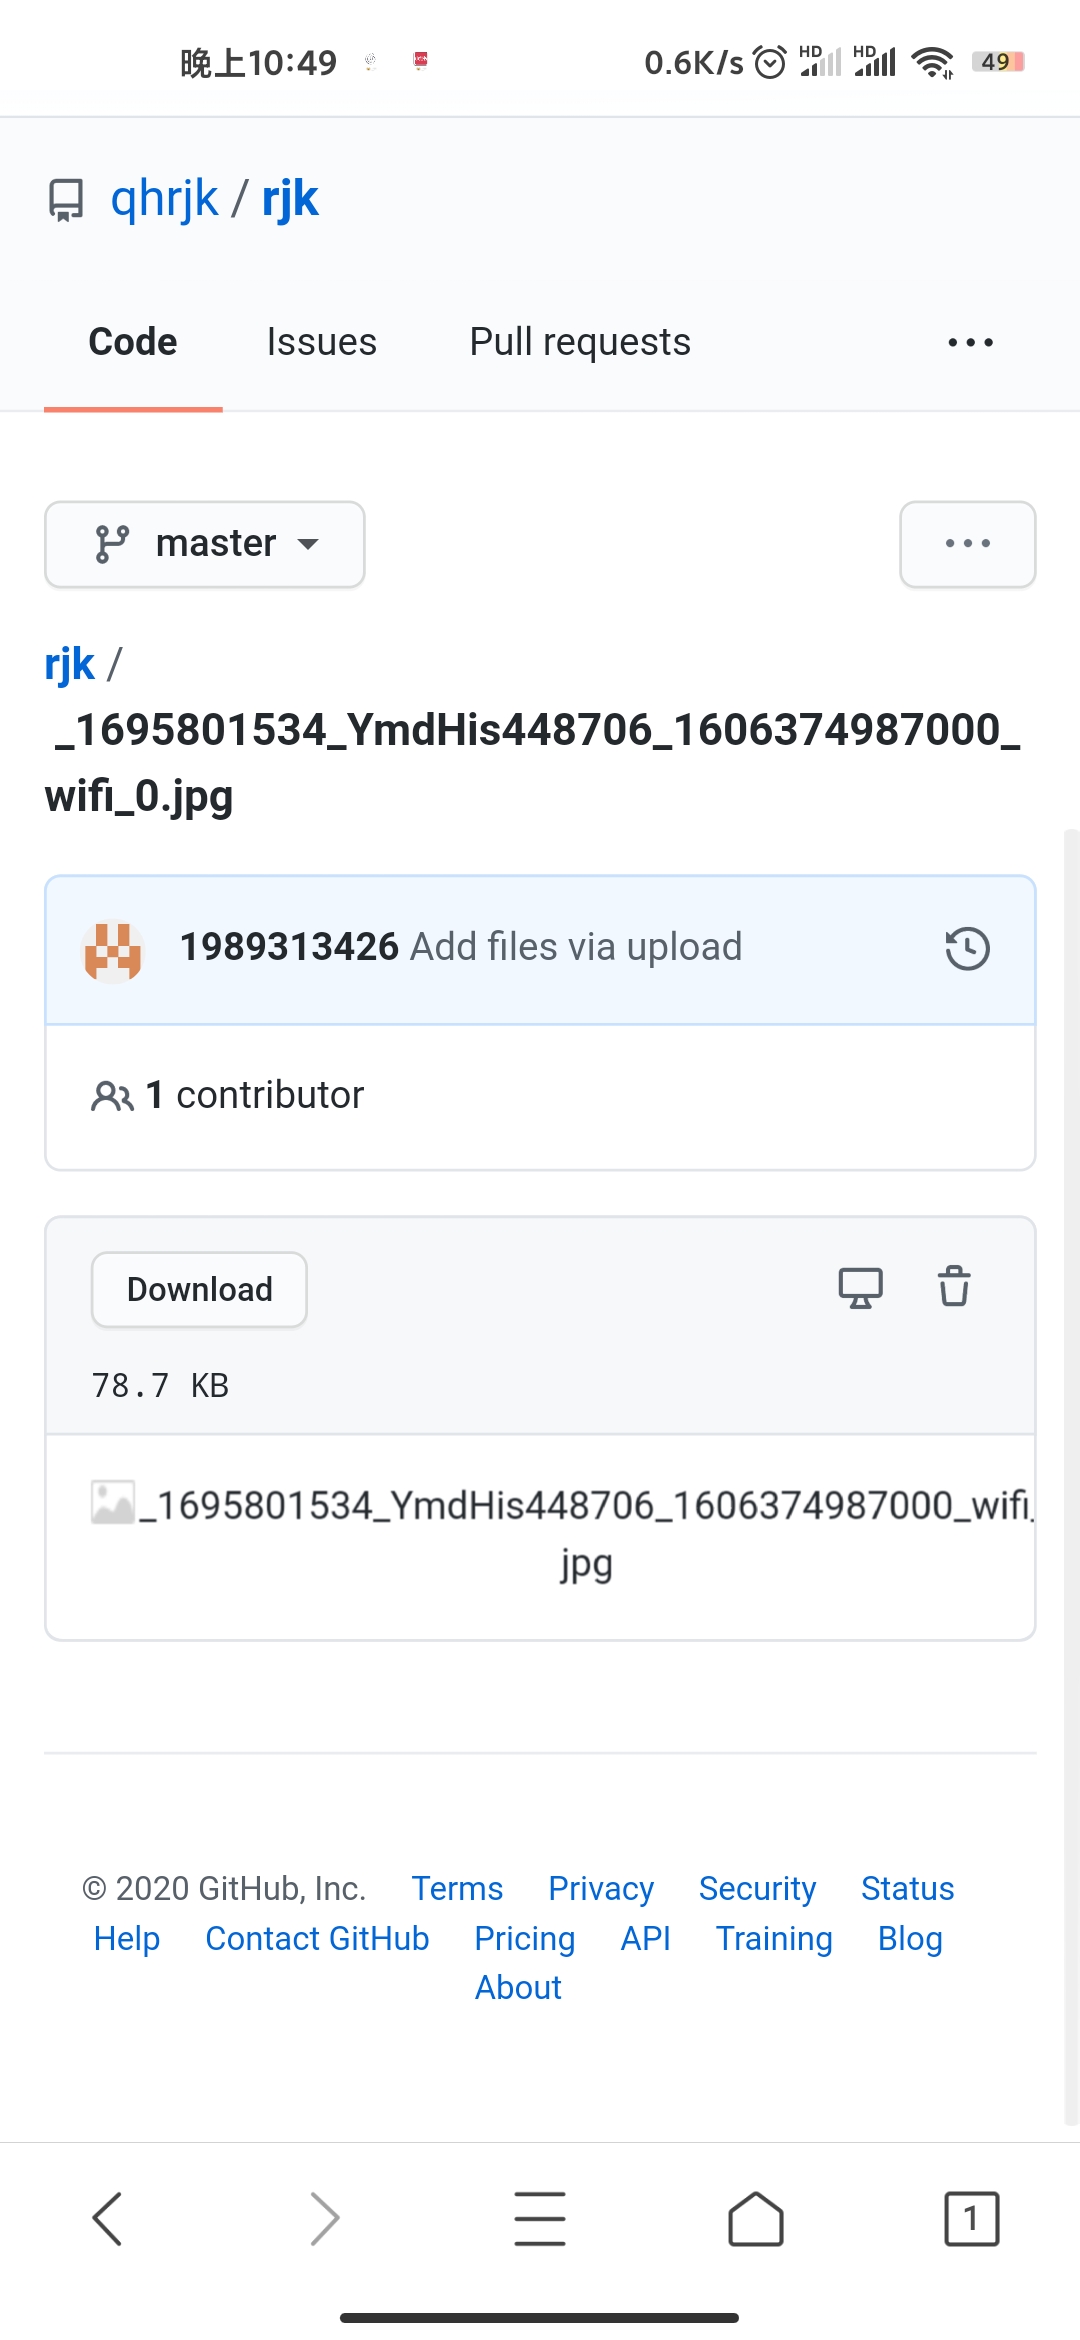 晚上10:49 0.6K/s HD HD 49
qhrjk / rjk
Code Issues Pull requests
master
rjk /
_1695801534_YmdHis448706_1606374987000_
wifi_0.jpg
1989313426 Add files via upload
1 contributor
Download
78.7 KB
_1695801534_YmdHis448706_1606374987000_wifi_
jpg
© 2020 GitHub, Inc. Terms Privacy Security Status
Help Contact GitHub Pricing API Training Blog
About
1